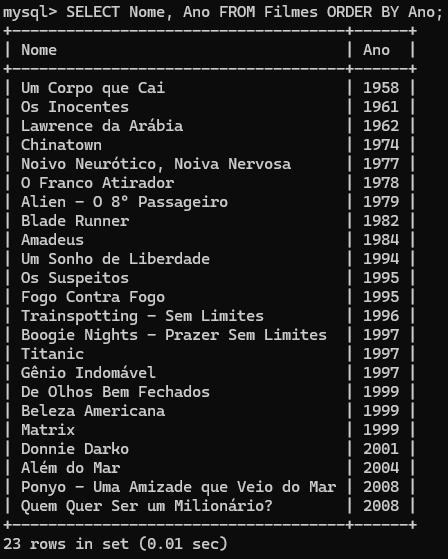 mysql> SELECT Nome, Ano FROM Filmes ORDER BY Ano;
+----------------------------------------+------+
| Nome                                   | Ano  |
+----------------------------------------+------+
| Um Corpo que Cai                       | 1958 |
| Os Inocentes                           | 1961 |
| Lawrence da Arábia                     | 1962 |
| Chinatown                              | 1974 |
| Noivo Neurótico, Noiva Nervosa         | 1977 |
| O Franco Atirador                      | 1978 |
| Alien - O 8° Passageiro                | 1979 |
| Blade Runner                           | 1982 |
| Amadeus                                | 1984 |
| Um Sonho de Liberdade                  | 1994 |
| Os Suspeitos                           | 1995 |
| Fogo Contra Fogo                       | 1995 |
| Trainspotting - Sem Limites            | 1996 |
| Boogie Nights - Prazer Sem Limites     | 1997 |
| Titanic                                | 1997 |
| Gênio Indomável                        | 1997 |
| De Olhos Bem Fechados                  | 1999 |
| Beleza Americana                       | 1999 |
| Matrix                                 | 1999 |
| Donnie Darko                           | 2001 |
| Além do Mar                            | 2004 |
| Ponyo - Uma Amizade que Veio do Mar    | 2008 |
| Quem Quer Ser um Milionário?           | 2008 |
+----------------------------------------+------+
23 rows in set (0.01 sec)